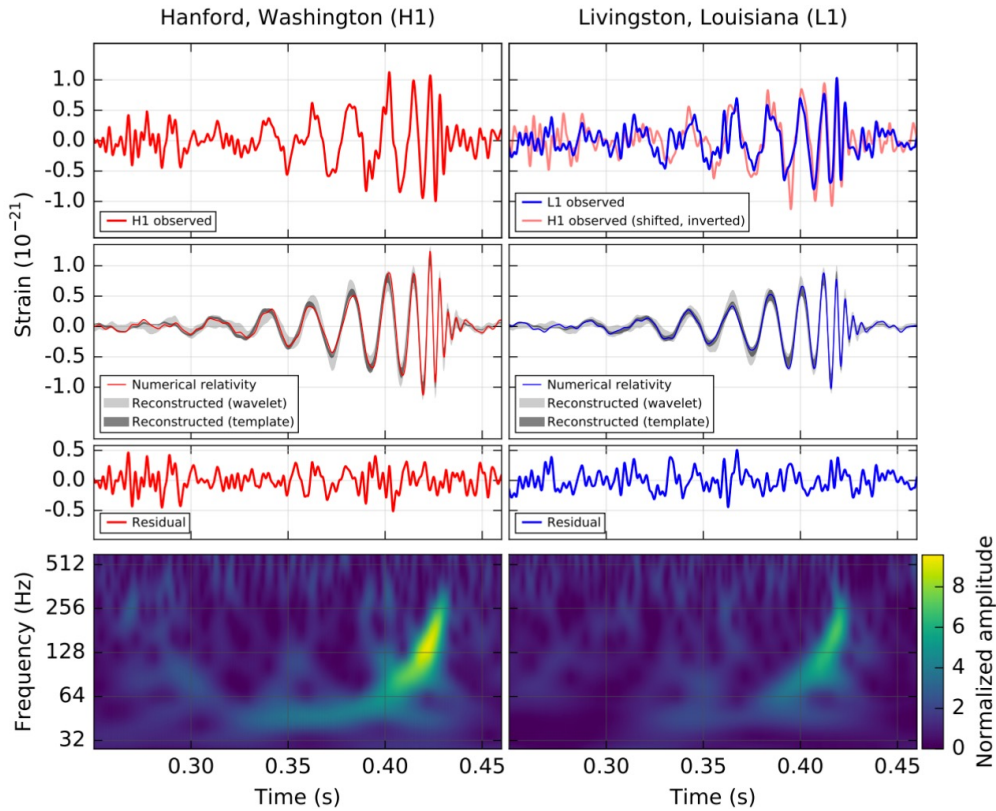 Hanford, Washington (H1)
Livingston, Louisiana (L1)
Strain (10⁻²¹)
1.0
0.5
0.0
-0.5
-1.0
H1 observed
L1 observed
H1 observed (shifted, inverted)
1.0
0.5
0.0
-0.5
-1.0
Numerical relativity
Reconstructed (wavelet)
Reconstructed (template)
Numerical relativity
Reconstructed (wavelet)
Reconstructed (template)
0.5
0.0
-0.5
Residual
Residual
Frequency (Hz)
512
256
128
64
32
Normalized amplitude
8
6
4
2
0
0.30
0.35
0.40
0.45
0.30
0.35
0.40
0.45
Time (s)
Time (s)